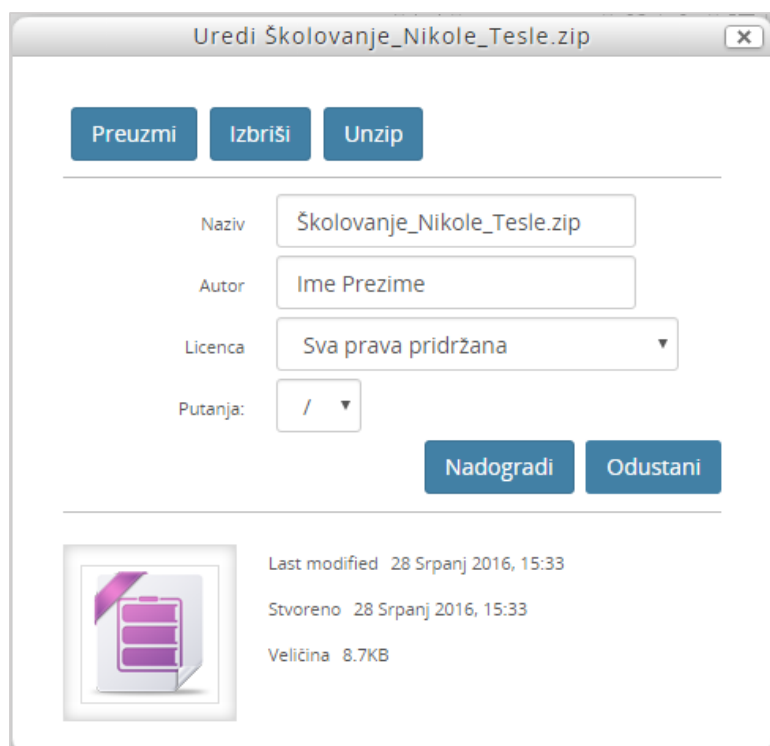 Uredi Školovanje_Nikole_Tesle.zip
Preuzmi Izbriši Unzip
Naziv Školovanje_Nikole_Tesle.zip
Autor Ime Prezime
Licenca Sva prava pridržana
Putanja: /
Nadogradi Odustani
Last modified 28 Srpanj 2016, 15:33
Stvoreno 28 Srpanj 2016, 15:33
Veličina 8.7KB